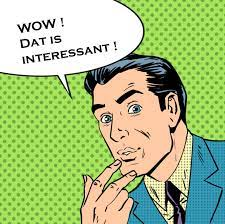 WOW !
DAT IS
INTERESSANT !